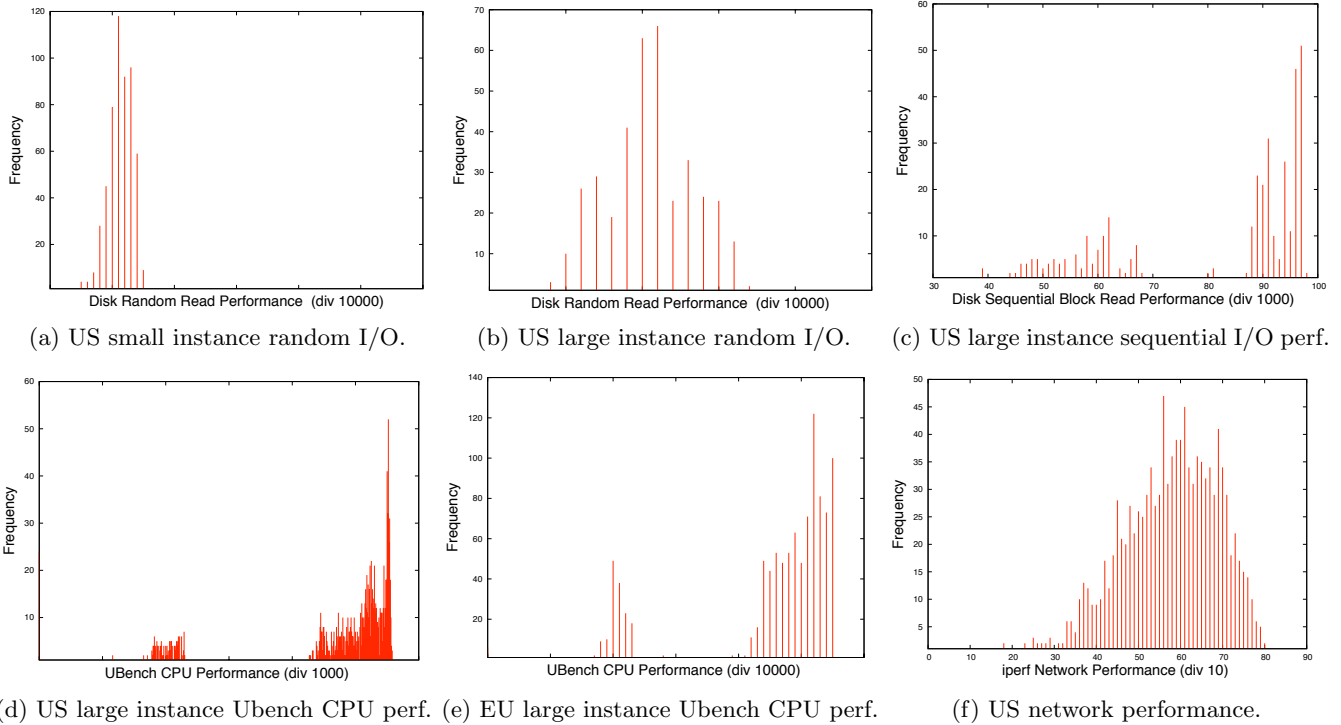 120
100
80
60
40
20
Frequency
Disk Random Read Performance (div 10000)
(a) US small instance random I/O.
70
60
50
40
30
20
10
Frequency
Disk Random Read Performance (div 10000)
(b) US large instance random I/O.
60
50
40
30
20
10
Frequency
30 40 50 60 70 80 90 100
Disk Sequential Block Read Performance (div 1000)
(c) US large instance sequential I/O perf.
60
50
40
30
20
10
Frequency
UBench CPU Performance (div 1000)
(d) US large instance Ubench CPU perf.
140
120
100
80
60
40
20
Frequency
UBench CPU Performance (div 10000)
(e) EU large instance Ubench CPU perf.
50
45
40
35
30
25
20
15
10
5
Frequency
0 10 20 30 40 50 60 70 80 90
iperf Network Performance (div 10)
(f) US network performance.